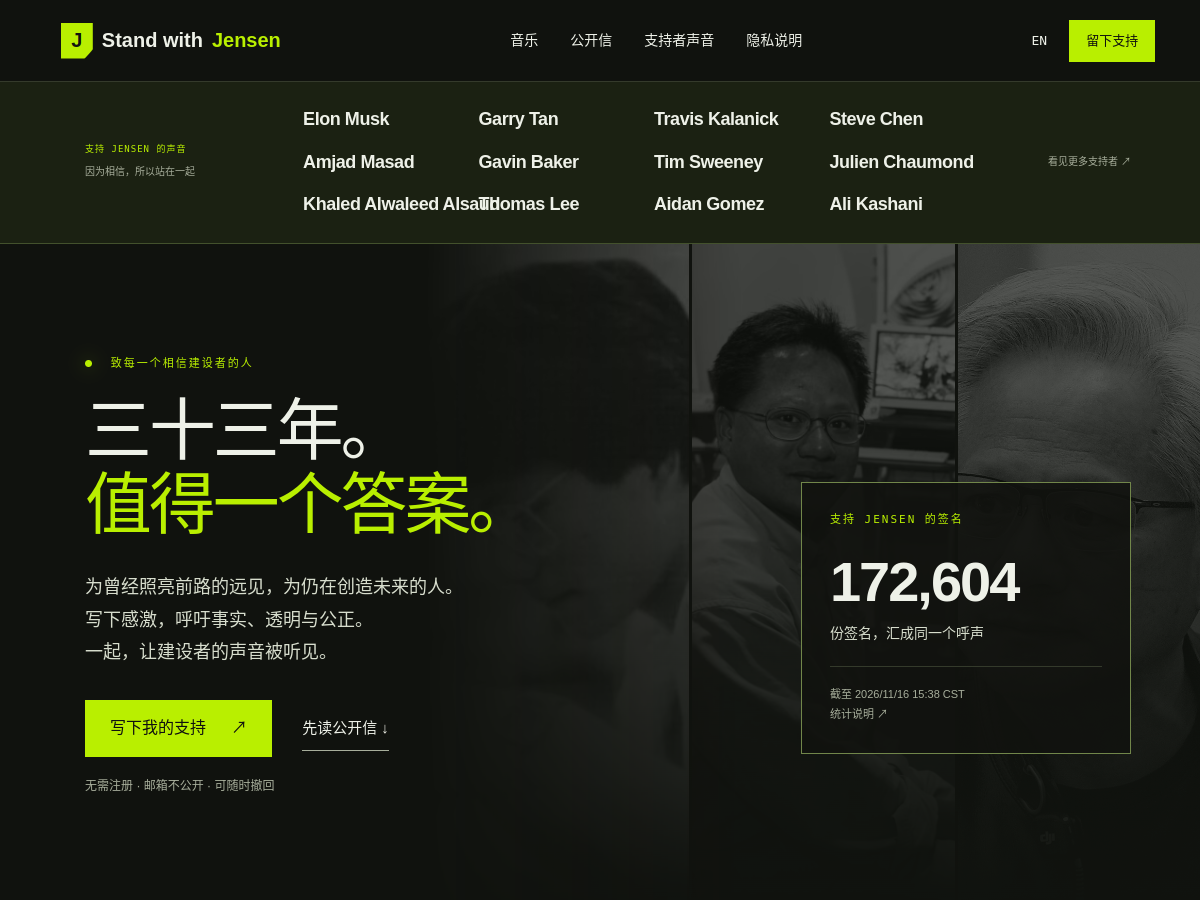 J Stand with Jensen
音乐 公开信 支持者声音 隐私说明
EN 留下支持
支持 JENSEN 的声音
因为相信，所以站在一起
Elon Musk Garry Tan Travis Kalanick Steve Chen
Amjad Masad Gavin Baker Tim Sweeney Julien Chaumond
Khaled Alwaleed Alsaud Thomas Lee Aidan Gomez Ali Kashani
看见更多支持者 ↗
致每一个相信建设者的人
三十三年。
值得一个答案。
为曾经照亮前路的远见，为仍在创造未来的人。
写下感激，呼吁事实、透明与公正。
一起，让建设者的声音被听见。
写下我的支持 ↗ 先读公开信 ↓
无需注册 · 邮箱不公开 · 可随时撤回
支持 JENSEN 的签名
172,604
份签名，汇成同一个呼声
截至 2026/11/16 15:38 CST
统计说明 ↗
dji